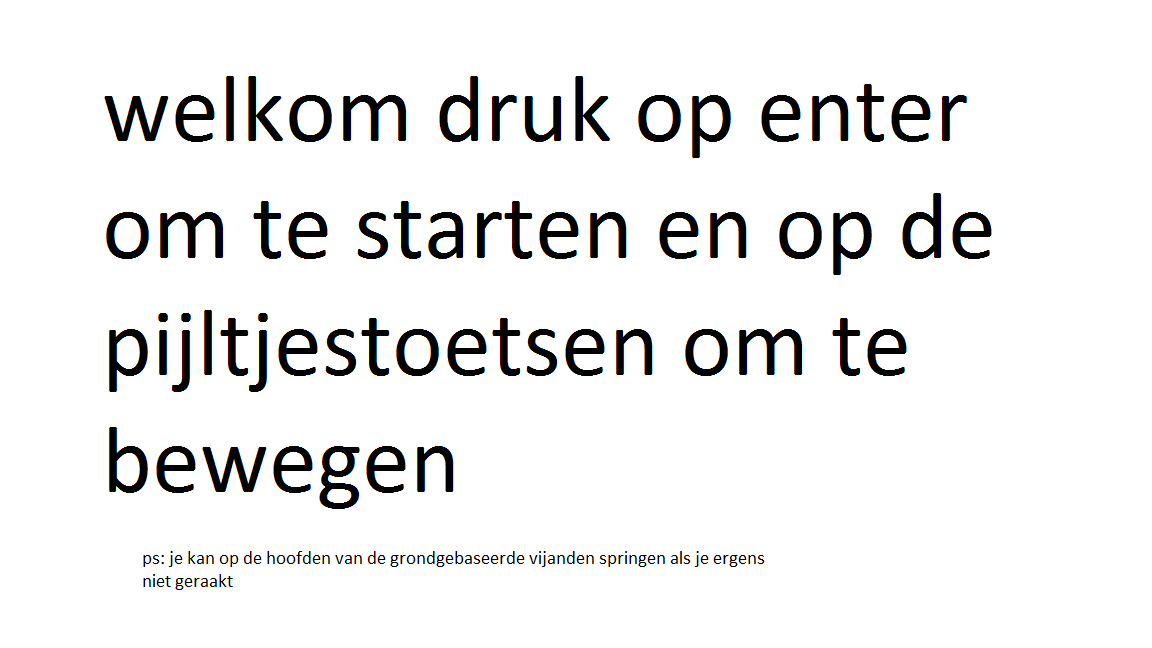 welkom druk op enter
om te starten en op de
pijltjestoetsen om te
bewegen
ps: je kan op de hoofden van de grondgebaseerde vijanden springen als je ergens
niet geraakt